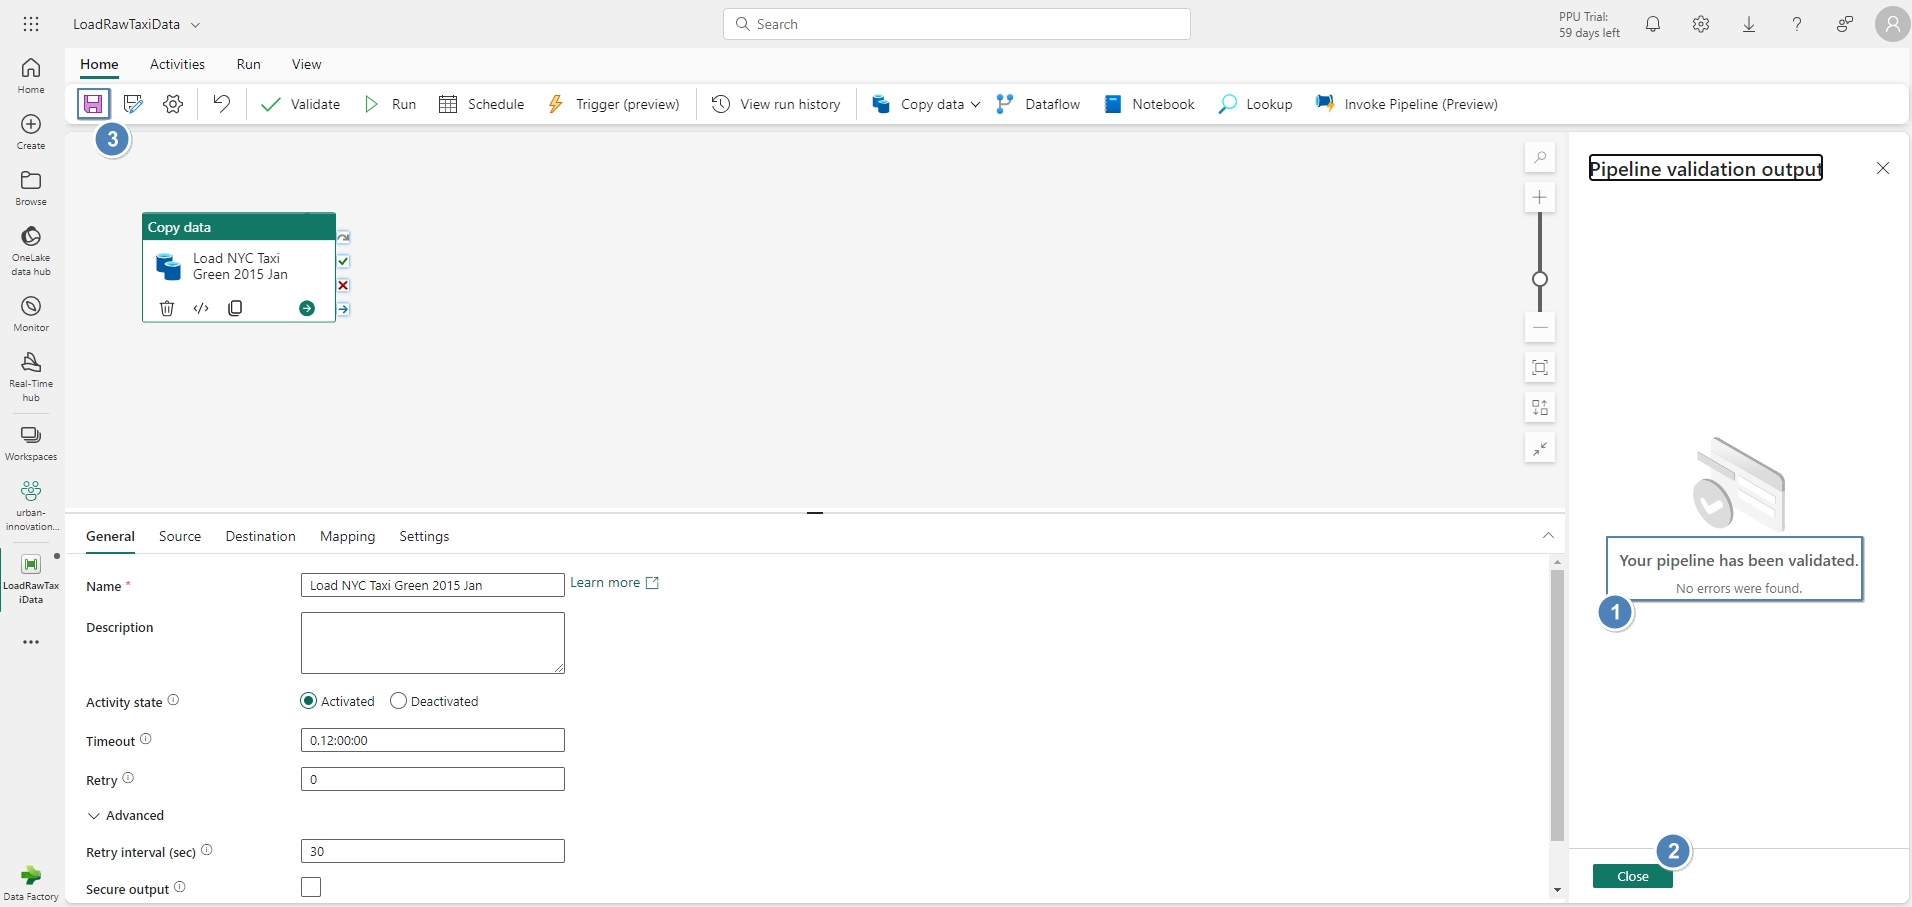 LoadRawTaxiData
Search
PPU Trial:
59 days left
Home
Activities
Run
View
Validate
Run
Schedule
Trigger (preview)
View run history
Copy data
Dataflow
Notebook
Lookup
Invoke Pipeline (Preview)
3
Home
Create
Browse
OneLake
data hub
Monitor
Real-Time
hub
Workspaces
urban-
innovation...
LoadRawTax
iData
Data Factory
Copy data
Load NYC Taxi
Green 2015 Jan
General
Source
Destination
Mapping
Settings
Name *
Load NYC Taxi Green 2015 Jan
Learn more
Description
Activity state
Activated
Deactivated
Timeout
0.12:00:00
Retry
0
Advanced
Retry interval (sec)
30
Secure output
Pipeline validation output
Your pipeline has been validated.
No errors were found.
1
2
Close